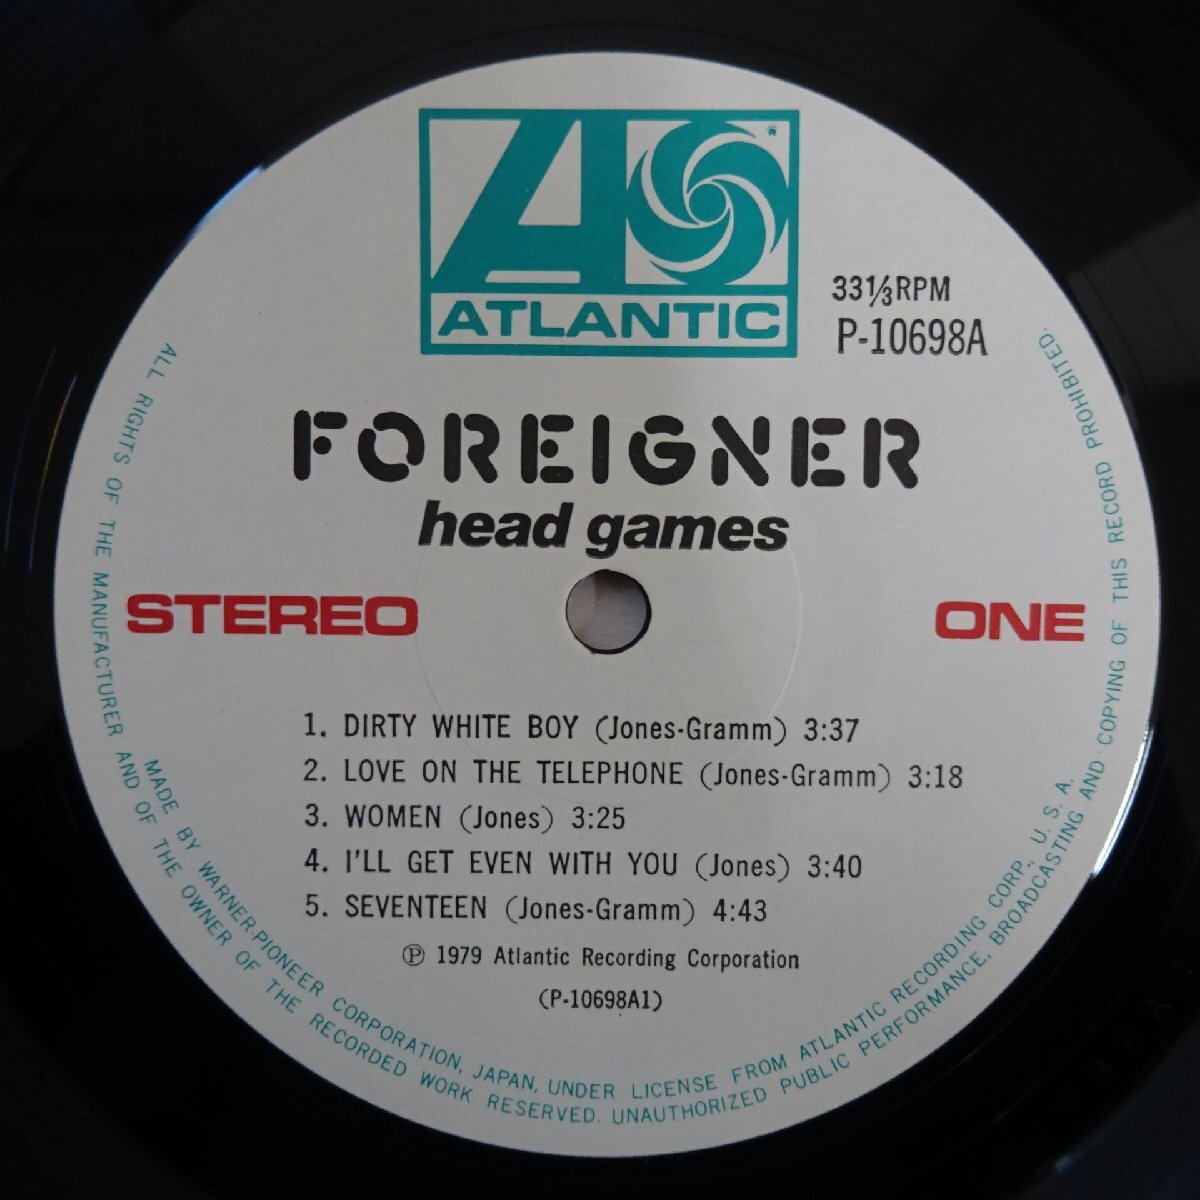 ATLANTIC
33⅓RPM
P-10698A
FOREIGNER
head games
STEREO
ONE
1. DIRTY WHITE BOY (Jones-Gramm) 3:37
2. LOVE ON THE TELEPHONE (Jones-Gramm) 3:18
3. WOMEN (Jones) 3:25
4. I'LL GET EVEN WITH YOU (Jones) 3:40
5. SEVENTEEN (Jones-Gramm) 4:43
Ⓟ 1979 Atlantic Recording Corporation
(P-10698A1)
MADE BY WARNER-PIONEER CORPORATION, JAPAN, UNDER LICENSE FROM ATLANTIC RECORDING CORP., U. S. A.
ALL RIGHTS OF THE MANUFACTURER AND OF THE OWNER OF THE RECORDED WORK RESERVED. UNAUTHORIZED PUBLIC PERFORMANCE, BROADCASTING AND COPYING OF THIS RECORD PROHIBITED.